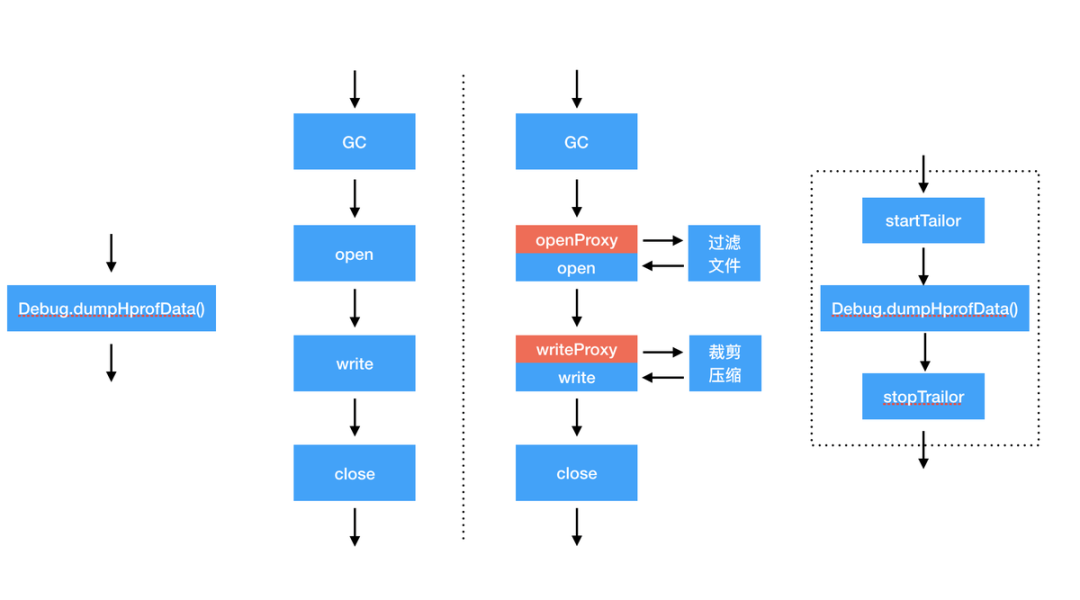 Debug.dumpHprofData()
GC
open
write
close
GC
openProxy
open
过滤
文件
writeProxy
write
裁剪
压缩
close
startTailor
Debug.dumpHprofData()
stopTrailor